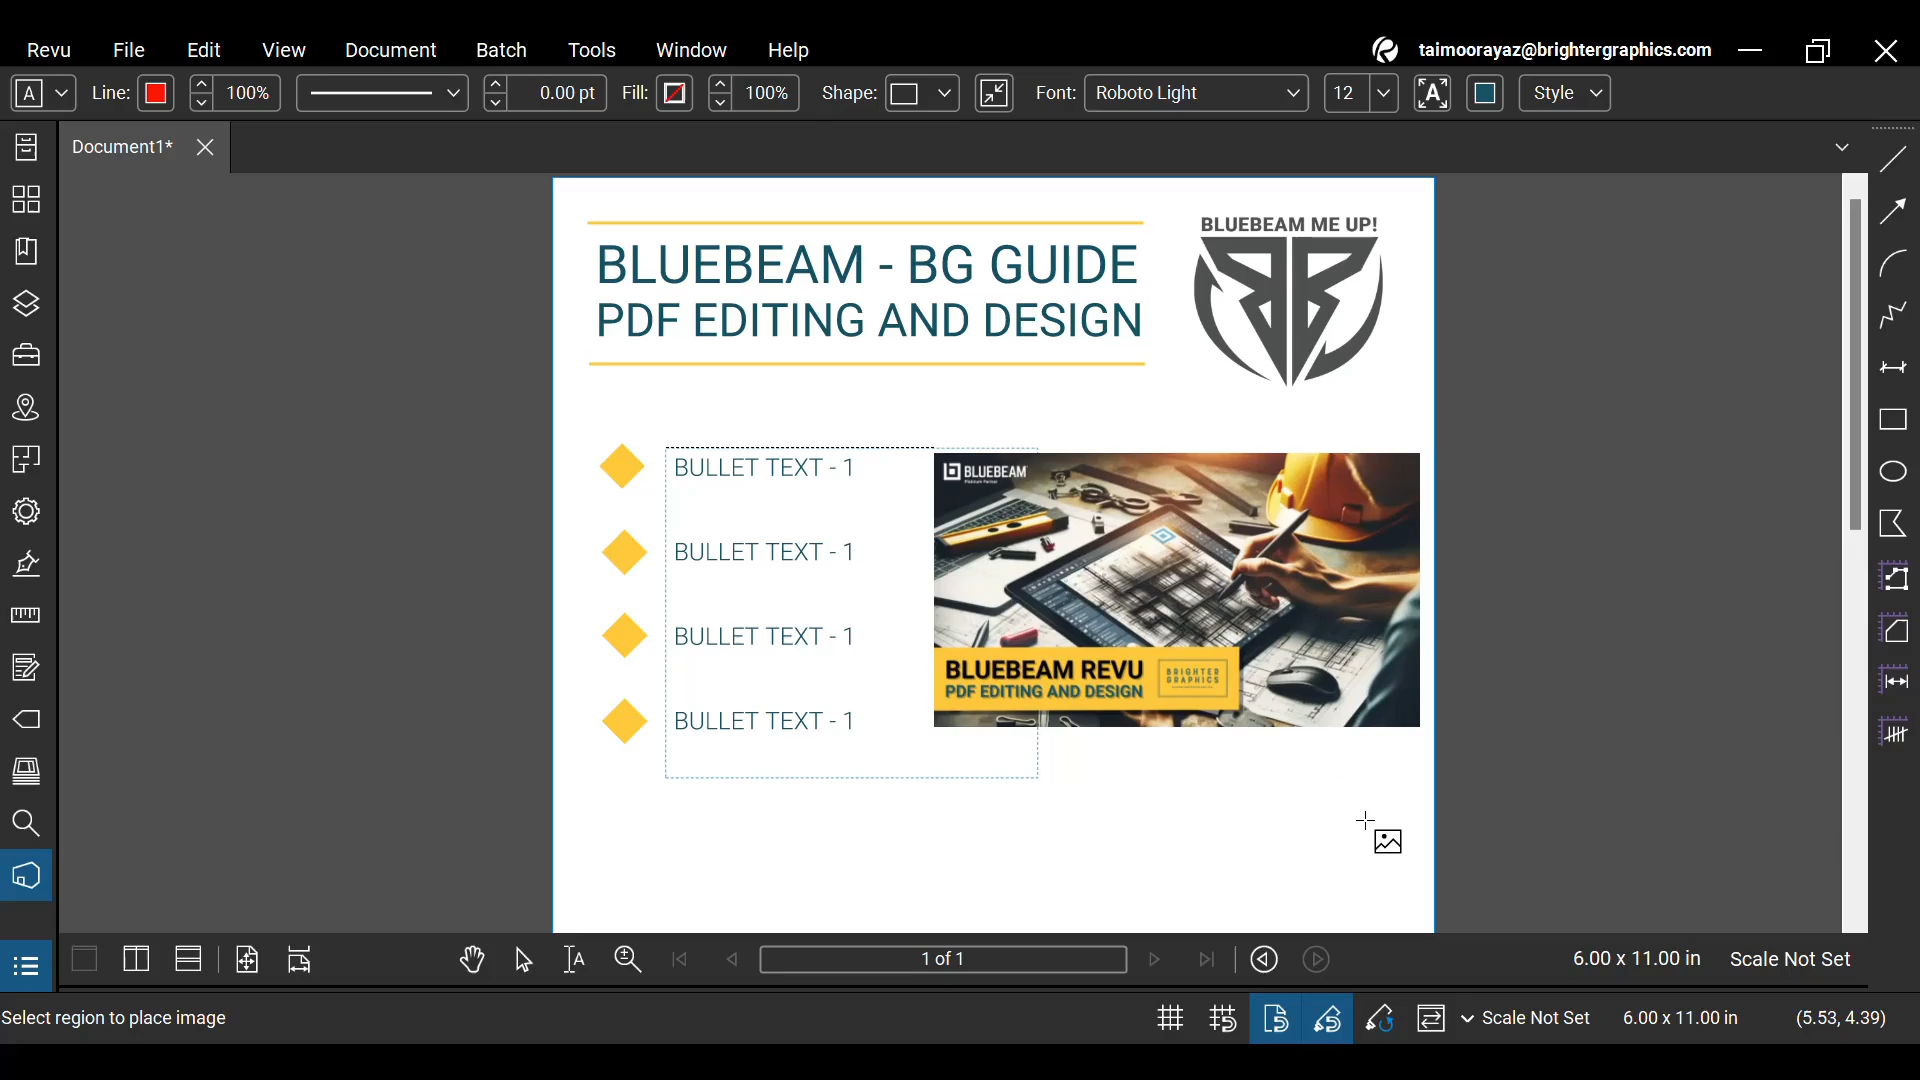 Revu File Edit View Document Batch Tools Window Help
taimoorayaz@brightergraphics.com
A Line: 100% 0.00 pt Fill: 100% Shape: Font: Roboto Light 12 A Style
Document1*
BLUEBEAM ME UP!
BLUEBEAM - BG GUIDE
PDF EDITING AND DESIGN
BULLET TEXT - 1
BULLET TEXT - 1
BULLET TEXT - 1
BULLET TEXT - 1
BLUEBEAM
Platinum Partner
BLUEBEAM REVU
PDF EDITING AND DESIGN
BRIGHTER
GRAPHICS
1 of 1
6.00 x 11.00 in Scale Not Set
Select region to place image
Scale Not Set 6.00 x 11.00 in (5.53, 4.39)